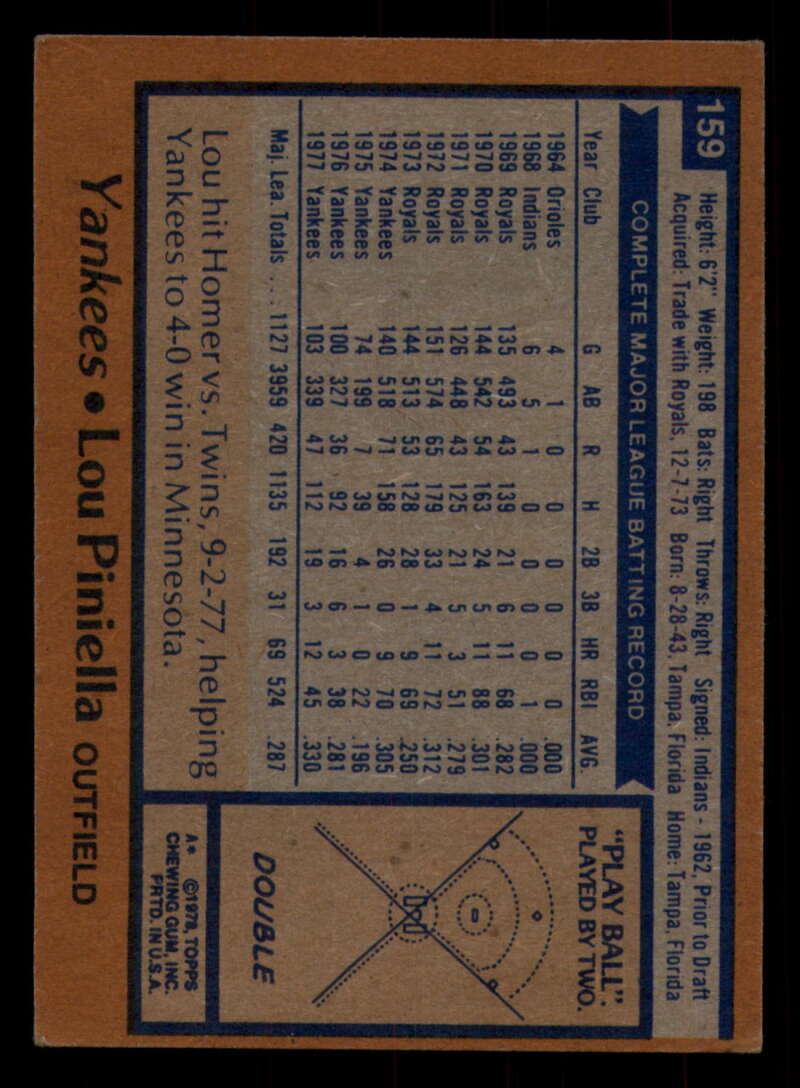 159
Height: 6'2" Weight: 198 Bats: Right Throws: Right Signed: Indians - 1962, Prior to Draft
Acquired: Trade with Royals, 12-7-73 Born: 8-28-43, Tampa, Florida Home: Tampa, Florida
COMPLETE MAJOR LEAGUE BATTING RECORD
Year Club G AB R H 2B 3B HR RBI AVG.
1964 Orioles 4 1 0 0 0 0 0 0 .000
1968 Indians 6 5 1 0 0 0 0 1 .000
1969 Royals 135 493 43 139 21 6 11 68 .282
1970 Royals 144 542 54 163 24 5 11 88 .301
1971 Royals 126 448 43 125 21 5 3 51 .279
1972 Royals 151 574 65 179 33 4 11 72 .312
1973 Royals 144 513 53 128 28 1 9 69 .250
1974 Yankees 140 518 71 158 26 0 9 70 .305
1975 Yankees 74 199 7 39 4 1 0 22 .196
1976 Yankees 100 327 36 92 16 6 3 38 .281
1977 Yankees 103 339 47 112 19 3 12 45 .330
Maj. Lea. Totals ... 1127 3959 420 1135 192 31 69 524 .287
Lou hit Homer vs. Twins, 9-2-77, helping
Yankees to 4-0 win in Minnesota.
"PLAY BALL".
PLAYED BY TWO.
DOUBLE
A* ©1978, TOPPS
CHEWING GUM, INC.
PRTD. IN U.S.A.
Yankees • Lou Piniella OUTFIELD